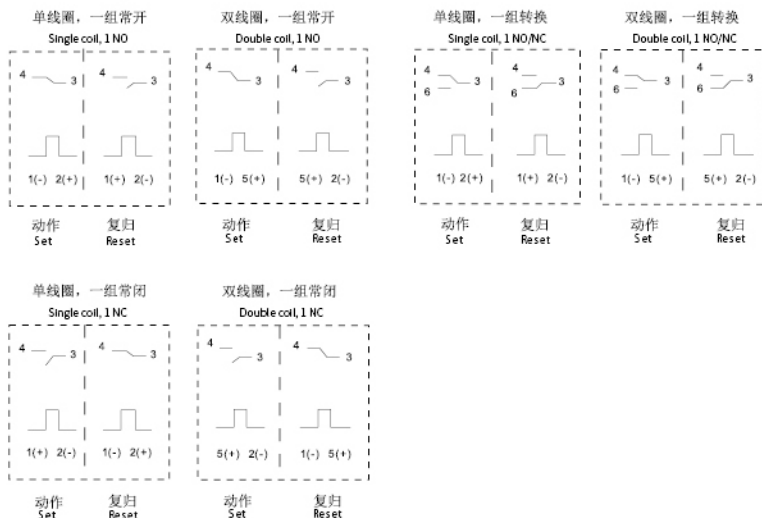 单线圈，一组常开
Single coil, 1 NO
4 3 4 3
1(-) 2(+) 1(+) 2(-)
动作 复归
Set Reset
双线圈，一组常开
Double coil, 1 NO
4 3 4 3
1(-) 5(+) 5(+) 2(-)
动作 复归
Set Reset
单线圈，一组转换
Single coil, 1 NO/NC
4 3 4 3
6 6
1(-) 2(+) 1(+) 2(-)
动作 复归
Set Reset
双线圈，一组转换
Double coil, 1 NO/NC
4 3 4 3
6 6
1(-) 5(+) 5(+) 2(-)
动作 复归
Set Reset
单线圈，一组常闭
Single coil, 1 NC
4 3 4 3
1(+) 2(-) 1(-) 2(+)
动作 复归
Set Reset
双线圈，一组常闭
Double coil, 1 NC
4 3 4 3
5(+) 2(-) 1(-) 5(+)
动作 复归
Set Reset